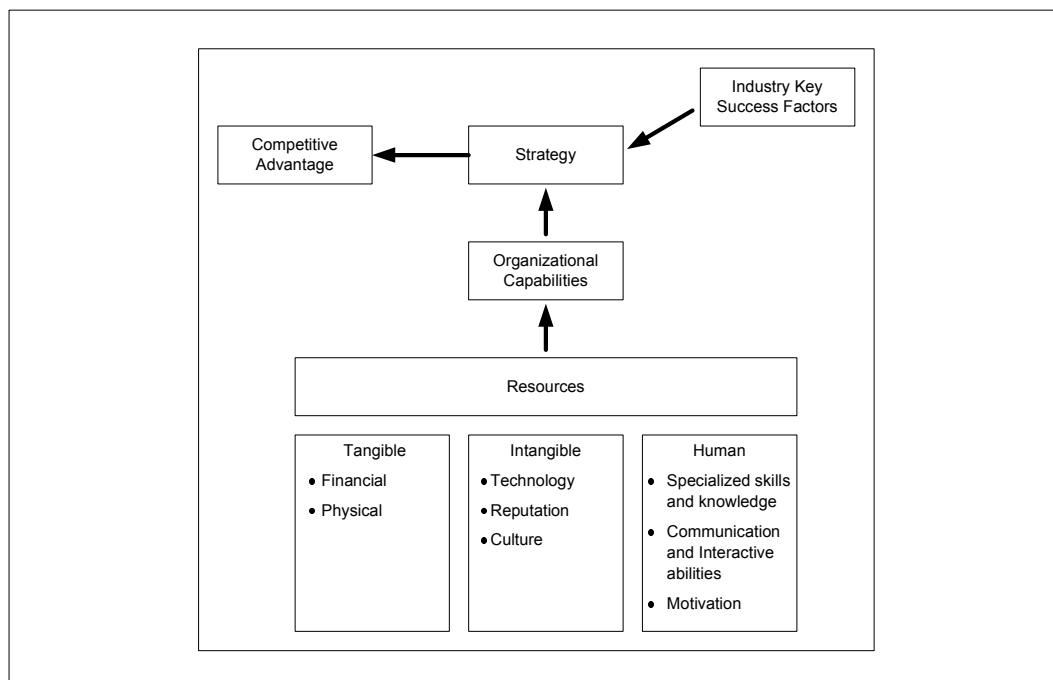 Industry Key
Success Factors
Competitive
Advantage
Strategy
Organizational
Capabilities
Resources
Tangible
• Financial
• Physical
Intangible
• Technology
• Reputation
• Culture
Human
• Specialized skills
and knowledge
• Communication
and Interactive
abilities
• Motivation